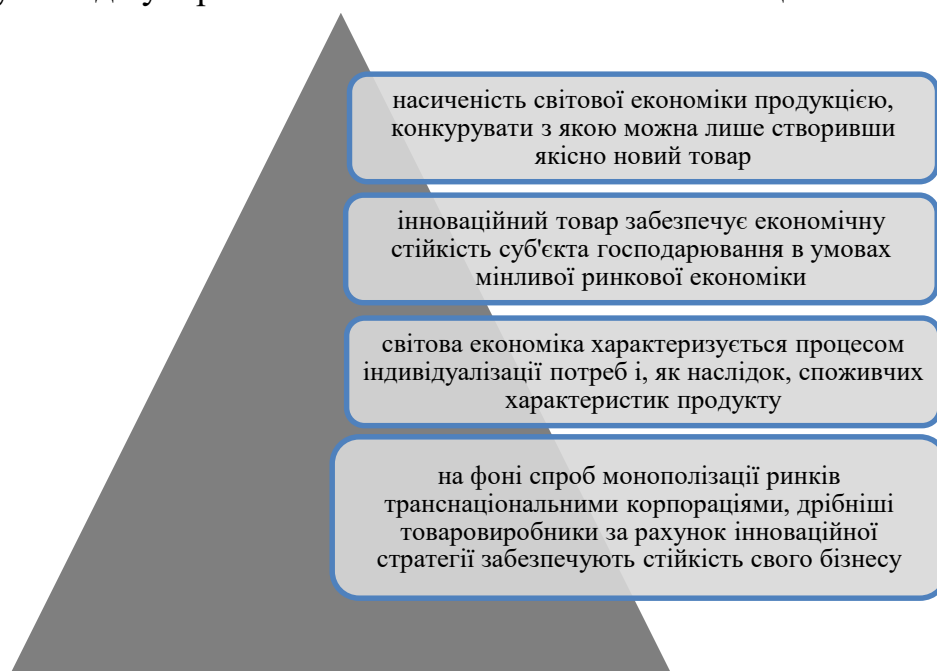 насиченість світової економіки продукцією,
конкурувати з якою можна лише створивши
якісно новий товар
інноваційний товар забезпечує економічну
стійкість суб'єкта господарювання в умовах
мінливої ринкової економіки
світова економіка характеризується процесом
індивідуалізації потреб і, як наслідок, споживчих
характеристик продукту
на фоні спроб монополізації ринків
транснаціональними корпораціями, дрібніші
товаровиробники за рахунок інноваційної
стратегії забезпечують стійкість свого бізнесу